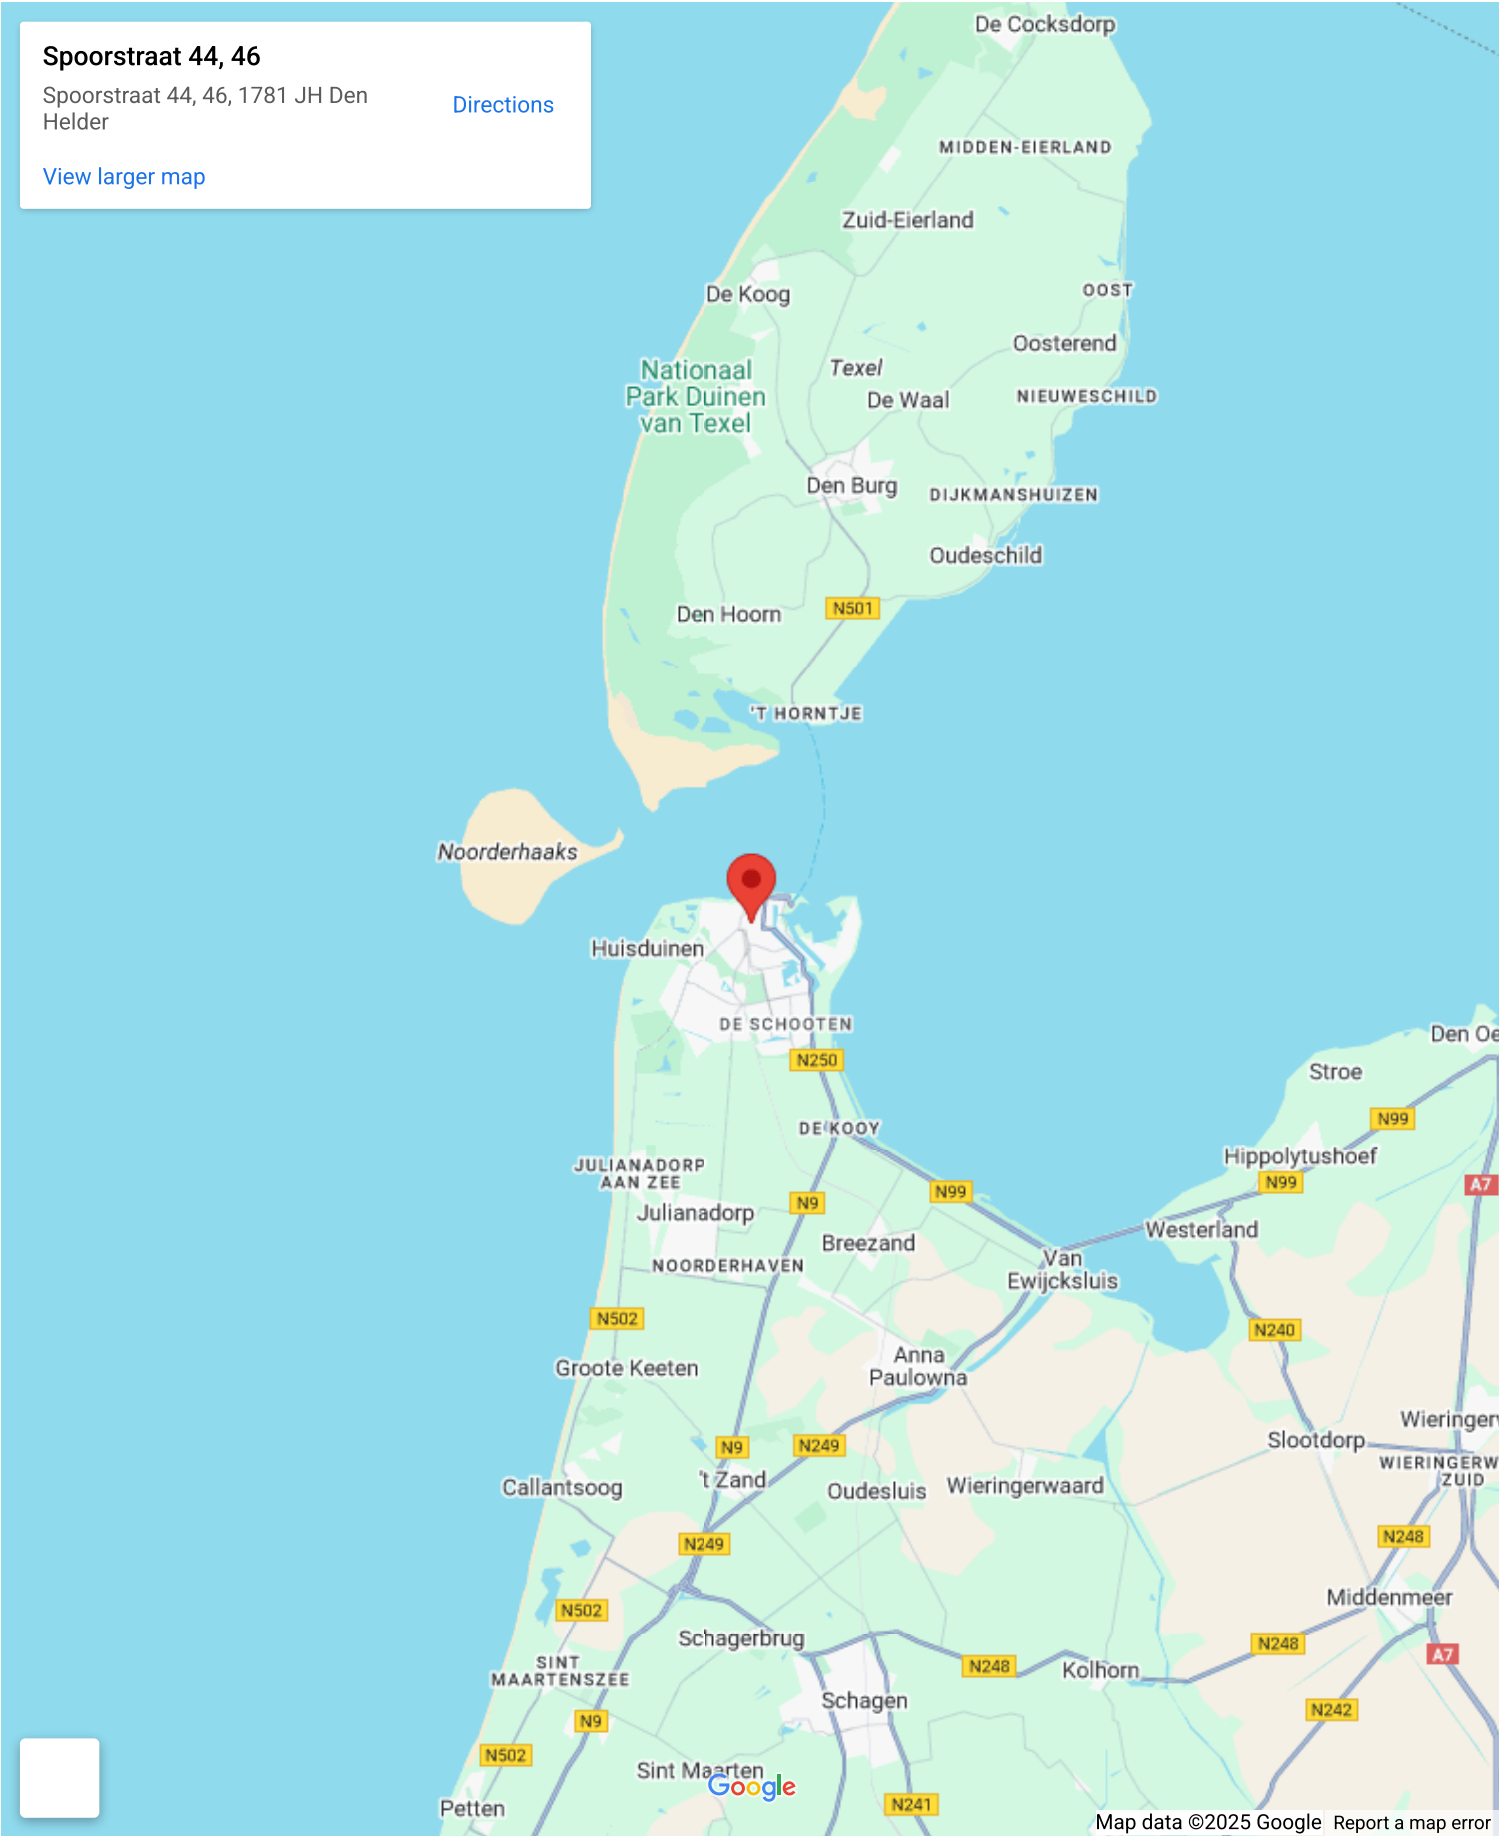 Spoorstraat 44, 46
Spoorstraat 44, 46, 1781 JH Den
Helder
Directions
View larger map
De Cocksdorp
MIDDEN-EIERLAND
Zuid-Eierland
De Koog
OOST
Oosterend
Nationaal
Park Duinen
van Texel
Texel
De Waal
NIEUWESCHILD
Den Burg
DIJKMANSHUIZEN
Oudeschild
Den Hoorn
N501
'T HORNTJE
Noorderhaaks
Huisduinen
DE SCHOOTEN
Den Oe
N250
Stroe
N99
DE KOOY
Hippolytushoef
JULIANADORP
AAN ZEE
N99
N99
A7
N9
Julianadorp
Westerland
Breezand
NOORDERHAVEN
Van
Ewijcksluis
N502
N240
Groote Keeten
Anna
Paulowna
Wieringerw
N9
N249
Slootdorp
WIERINGERW
ZUID
't Zand
Callantsoog
Oudesluis
Wieringerwaard
N249
N248
Middenmeer
N502
Schagerbrug
N248
A7
SINT
MAARTENSZEE
N248
Kolhorn
Schagen
N242
N9
N502
Sint Maarten
Google
Petten
N241
Map data ©2025 Google
Report a map error